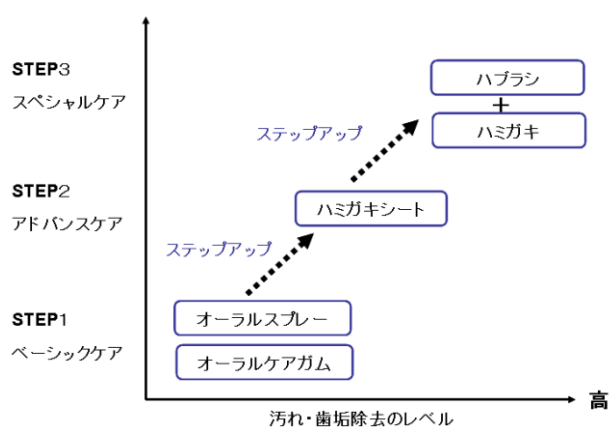 STEP3
スペシャルケア
ハブラシ
+
ハミガキ
ステップアップ
STEP2
アドバンスケア
ハミガキシート
ステップアップ
STEP1
ベーシックケア
オーラルスプレー
オーラルケアガム
高
汚れ・歯垢除去のレベル